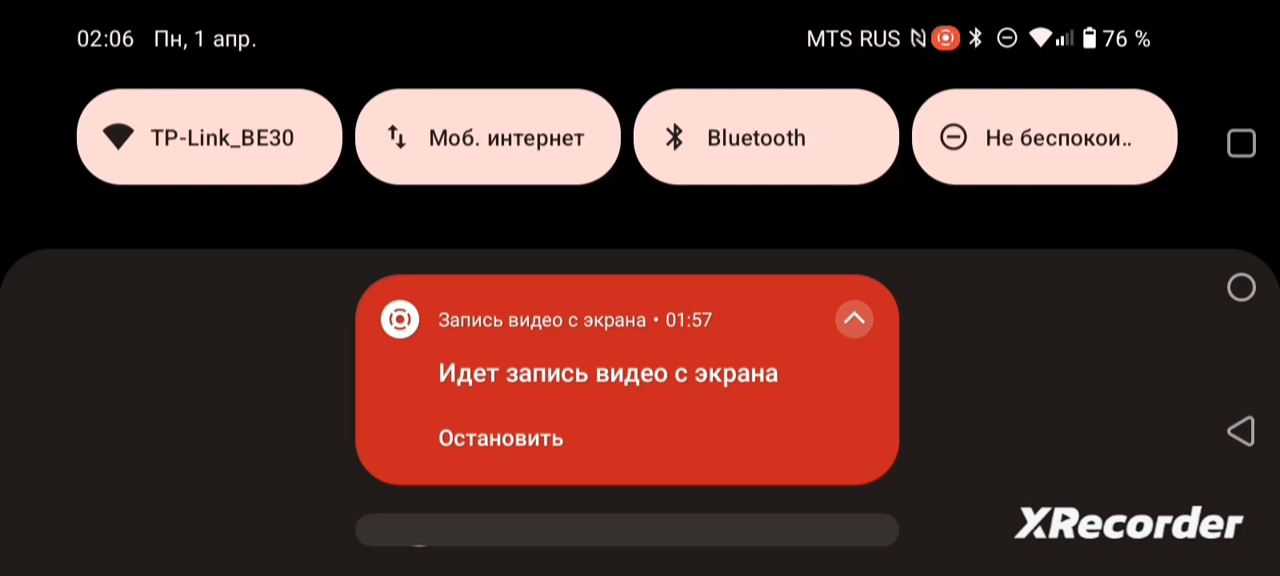 02:06 Пн, 1 апр.
MTS RUS 76 %
TP-Link_BE30
Моб. интернет
Bluetooth
Не беспокои..
Запись видео с экрана • 01:57
Идет запись видео с экрана
Остановить
XRecorder